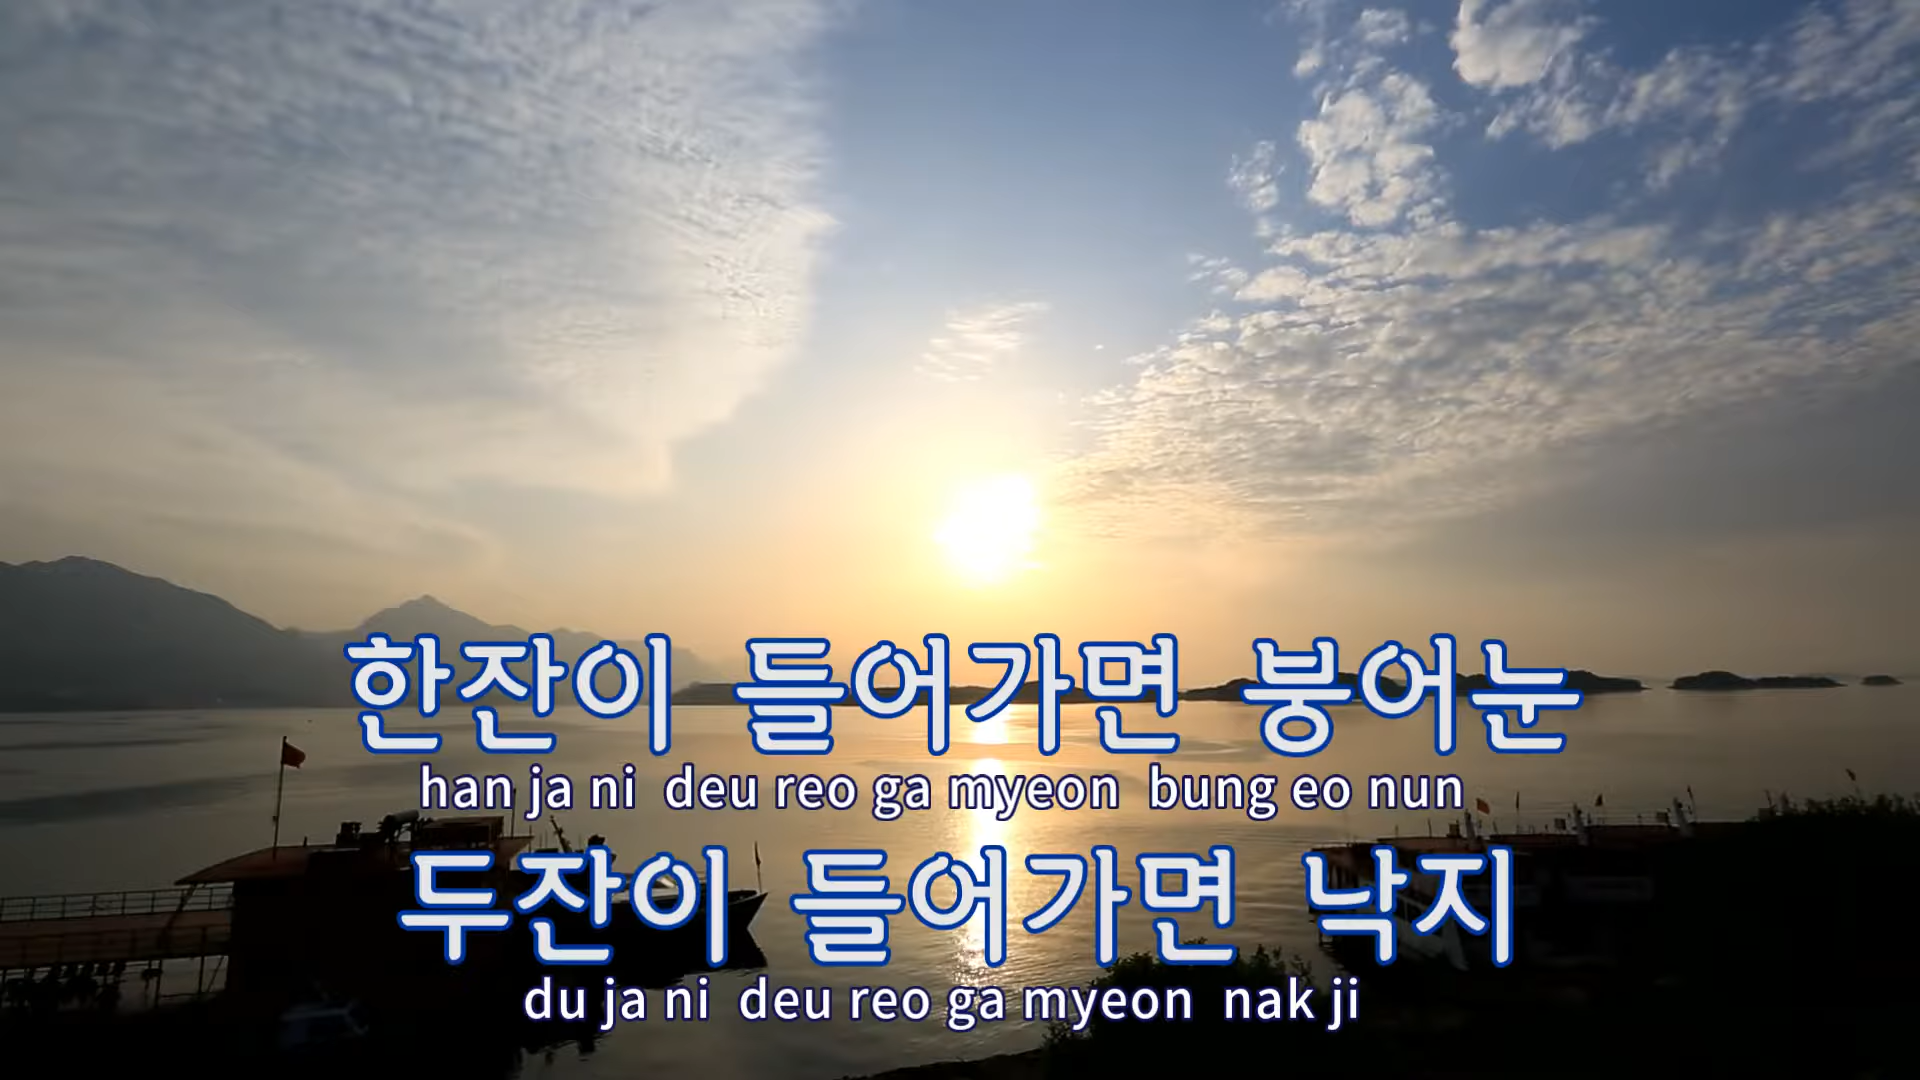 한잔이 들어가면 붕어눈
han ja ni deu reo ga myeon bung eo nun
두잔이 들어가면 낙지
du ja ni deu reo ga myeon nak ji